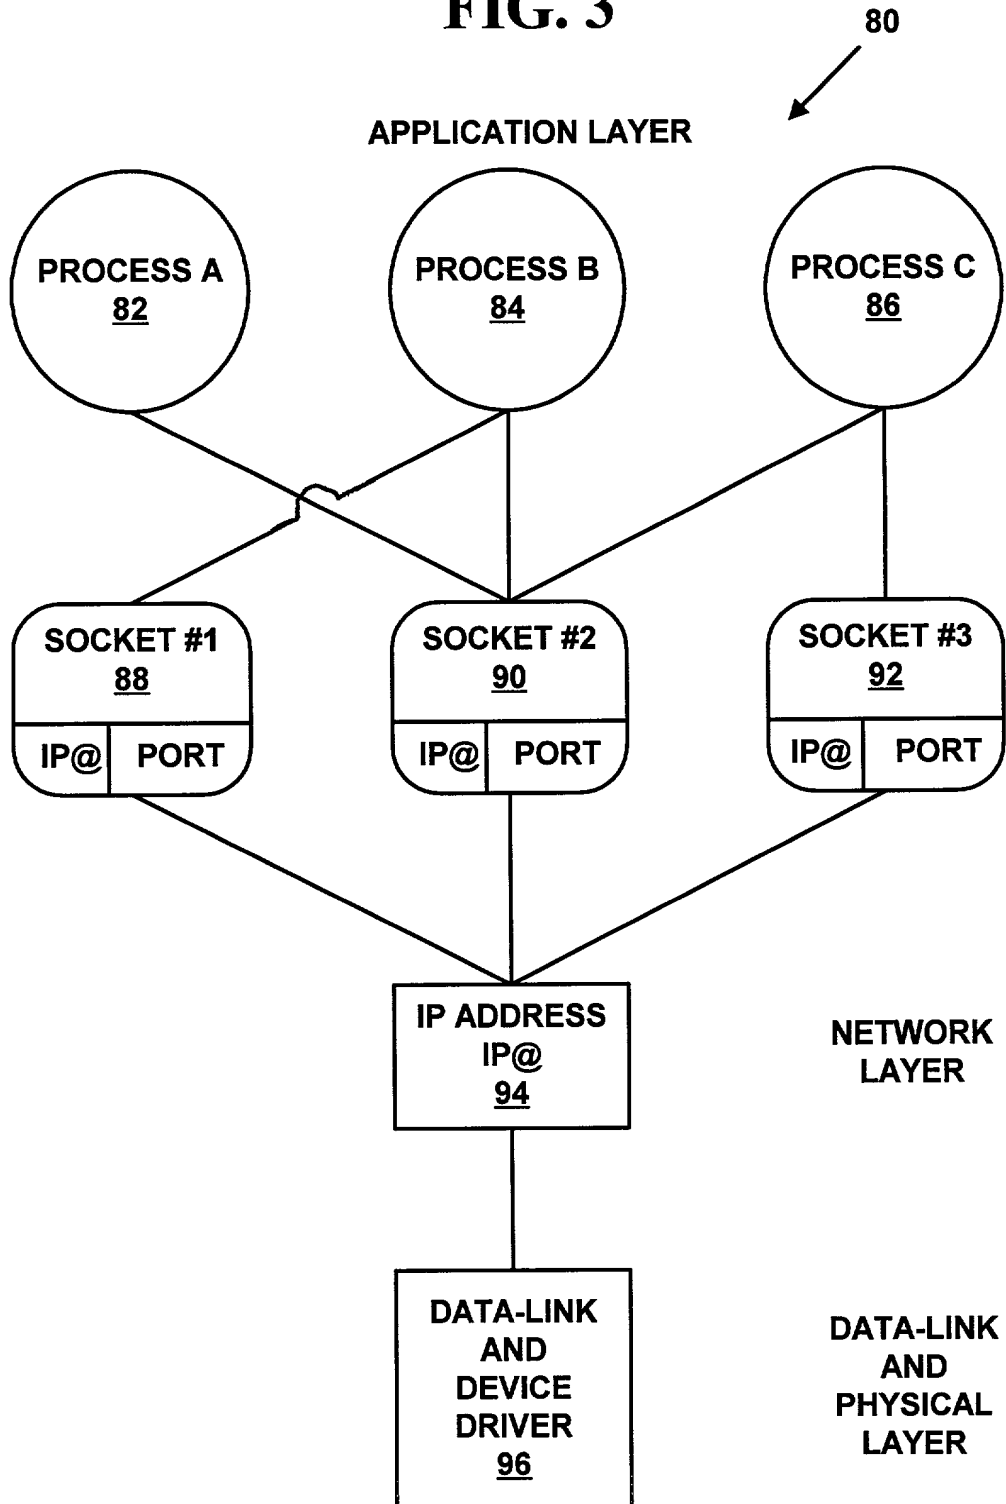 FIG. 3
80
APPLICATION LAYER
PROCESS A
82
PROCESS B
84
PROCESS C
86
SOCKET #1
88
IP@ PORT
SOCKET #2
90
IP@ PORT
SOCKET #3
92
IP@ PORT
IP ADDRESS
IP@
94
NETWORK
LAYER
DATA-LINK
AND
DEVICE
DRIVER
96
DATA-LINK
AND
PHYSICAL
LAYER